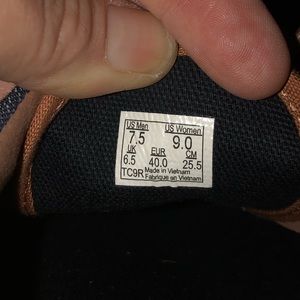 US Men US Women
7.5 9.0
UK EUR CM
6.5 40.0 25.5
TC9R Made in Vietnam
Fabriqué en Vietnam